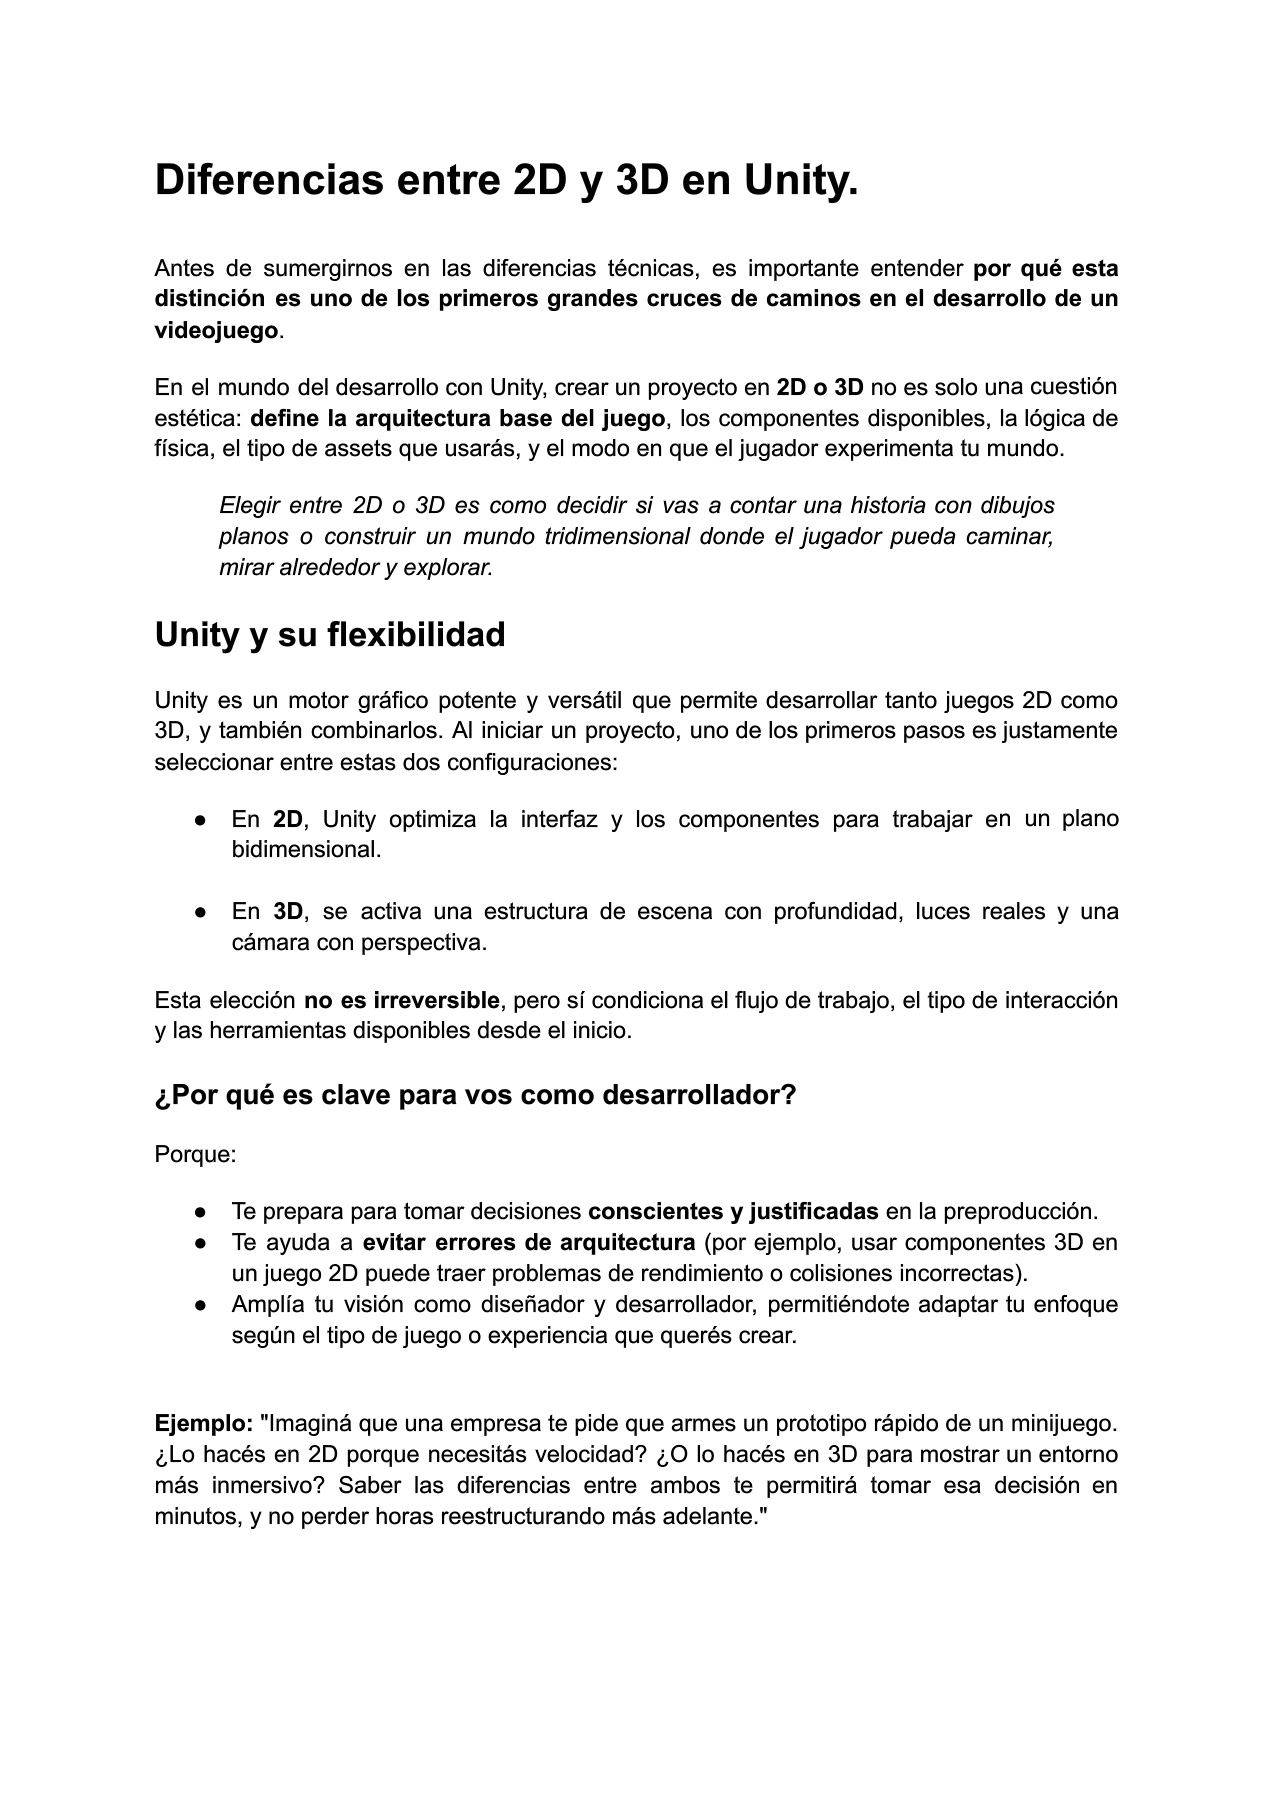 Diferencias entre 2D y 3D en Unity.
Antes de sumergirnos en las diferencias técnicas, es importante entender por qué esta
distinción es uno de los primeros grandes cruces de caminos en el desarrollo de un
videojuego.
En el mundo del desarrollo con Unity, crear un proyecto en 2D o 3D no es solo una cuestión
estética: define la arquitectura base del juego, los componentes disponibles, la lógica de
física, el tipo de assets que usarás, y el modo en que el jugador experimenta tu mundo.
Elegir entre 2D o 3D es como decidir si vas a contar una historia con dibujos
planos o construir un mundo tridimensional donde el jugador pueda caminar,
mirar alrededor y explorar.
Unity y su flexibilidad
Unity es un motor gráfico potente y versátil que permite desarrollar tanto juegos 2D como
3D, y también combinarlos. Al iniciar un proyecto, uno de los primeros pasos es justamente
seleccionar entre estas dos configuraciones:
● En 2D, Unity optimiza la interfaz y los componentes para trabajar en un plano
bidimensional.
● En 3D, se activa una estructura de escena con profundidad, luces reales y una
cámara con perspectiva.
Esta elección no es irreversible, pero sí condiciona el flujo de trabajo, el tipo de interacción
y las herramientas disponibles desde el inicio.
¿Por qué es clave para vos como desarrollador?
Porque:
● Te prepara para tomar decisiones conscientes y justificadas en la preproducción.
● Te ayuda a evitar errores de arquitectura (por ejemplo, usar componentes 3D en
un juego 2D puede traer problemas de rendimiento o colisiones incorrectas).
● Amplía tu visión como diseñador y desarrollador, permitiéndote adaptar tu enfoque
según el tipo de juego o experiencia que querés crear.
Ejemplo: "Imaginá que una empresa te pide que armes un prototipo rápido de un minijuego.
¿Lo hacés en 2D porque necesitás velocidad? ¿O lo hacés en 3D para mostrar un entorno
más inmersivo? Saber las diferencias entre ambos te permitirá tomar esa decisión en
minutos, y no perder horas reestructurando más adelante."